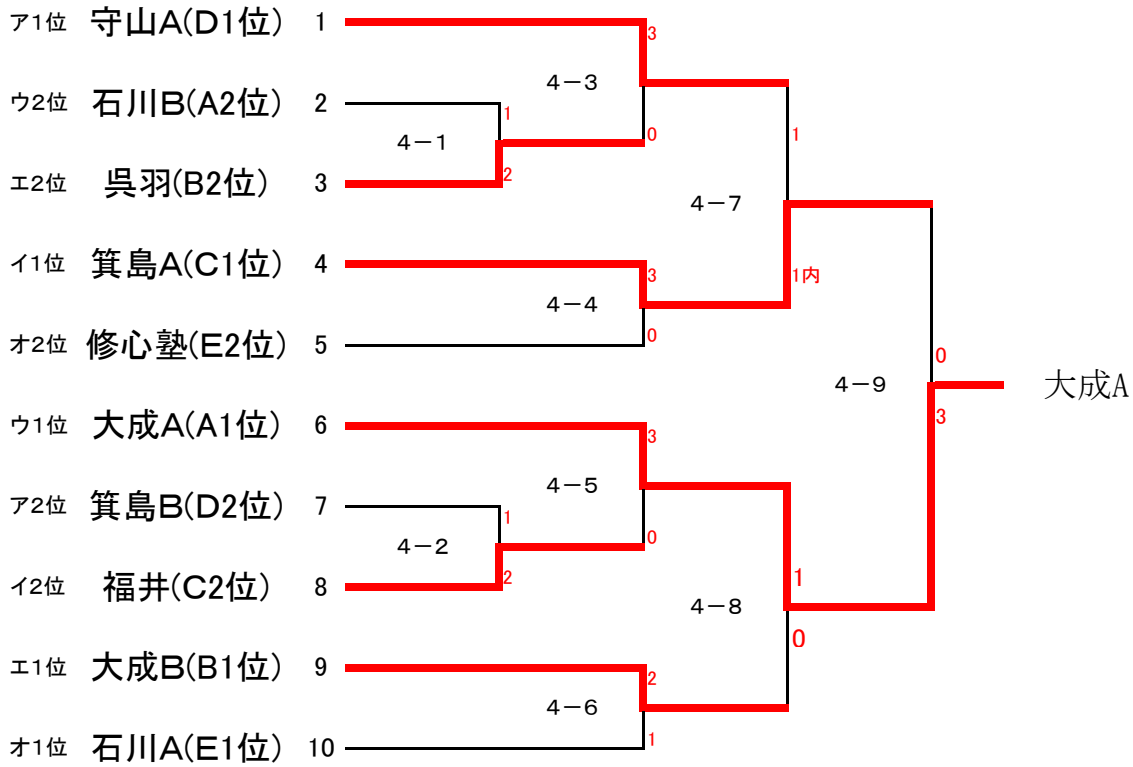 ア1位 守山A(D1位) 1
3
4－3
ウ2位 石川B(A2位) 2
1
4－1
0
1
エ2位 呉羽(B2位) 3
2
4－7
イ1位 箕島A(C1位) 4
3
1内
4－4
オ2位 修心塾(E2位) 5
0
0
4－9
大成A
ウ1位 大成A(A1位) 6
3
3
4－5
ア2位 箕島B(D2位) 7
1
4－2
0
イ2位 福井(C2位) 8
2
1
4－8
0
エ1位 大成B(B1位) 9
2
4－6
オ1位 石川A(E1位) 10
1